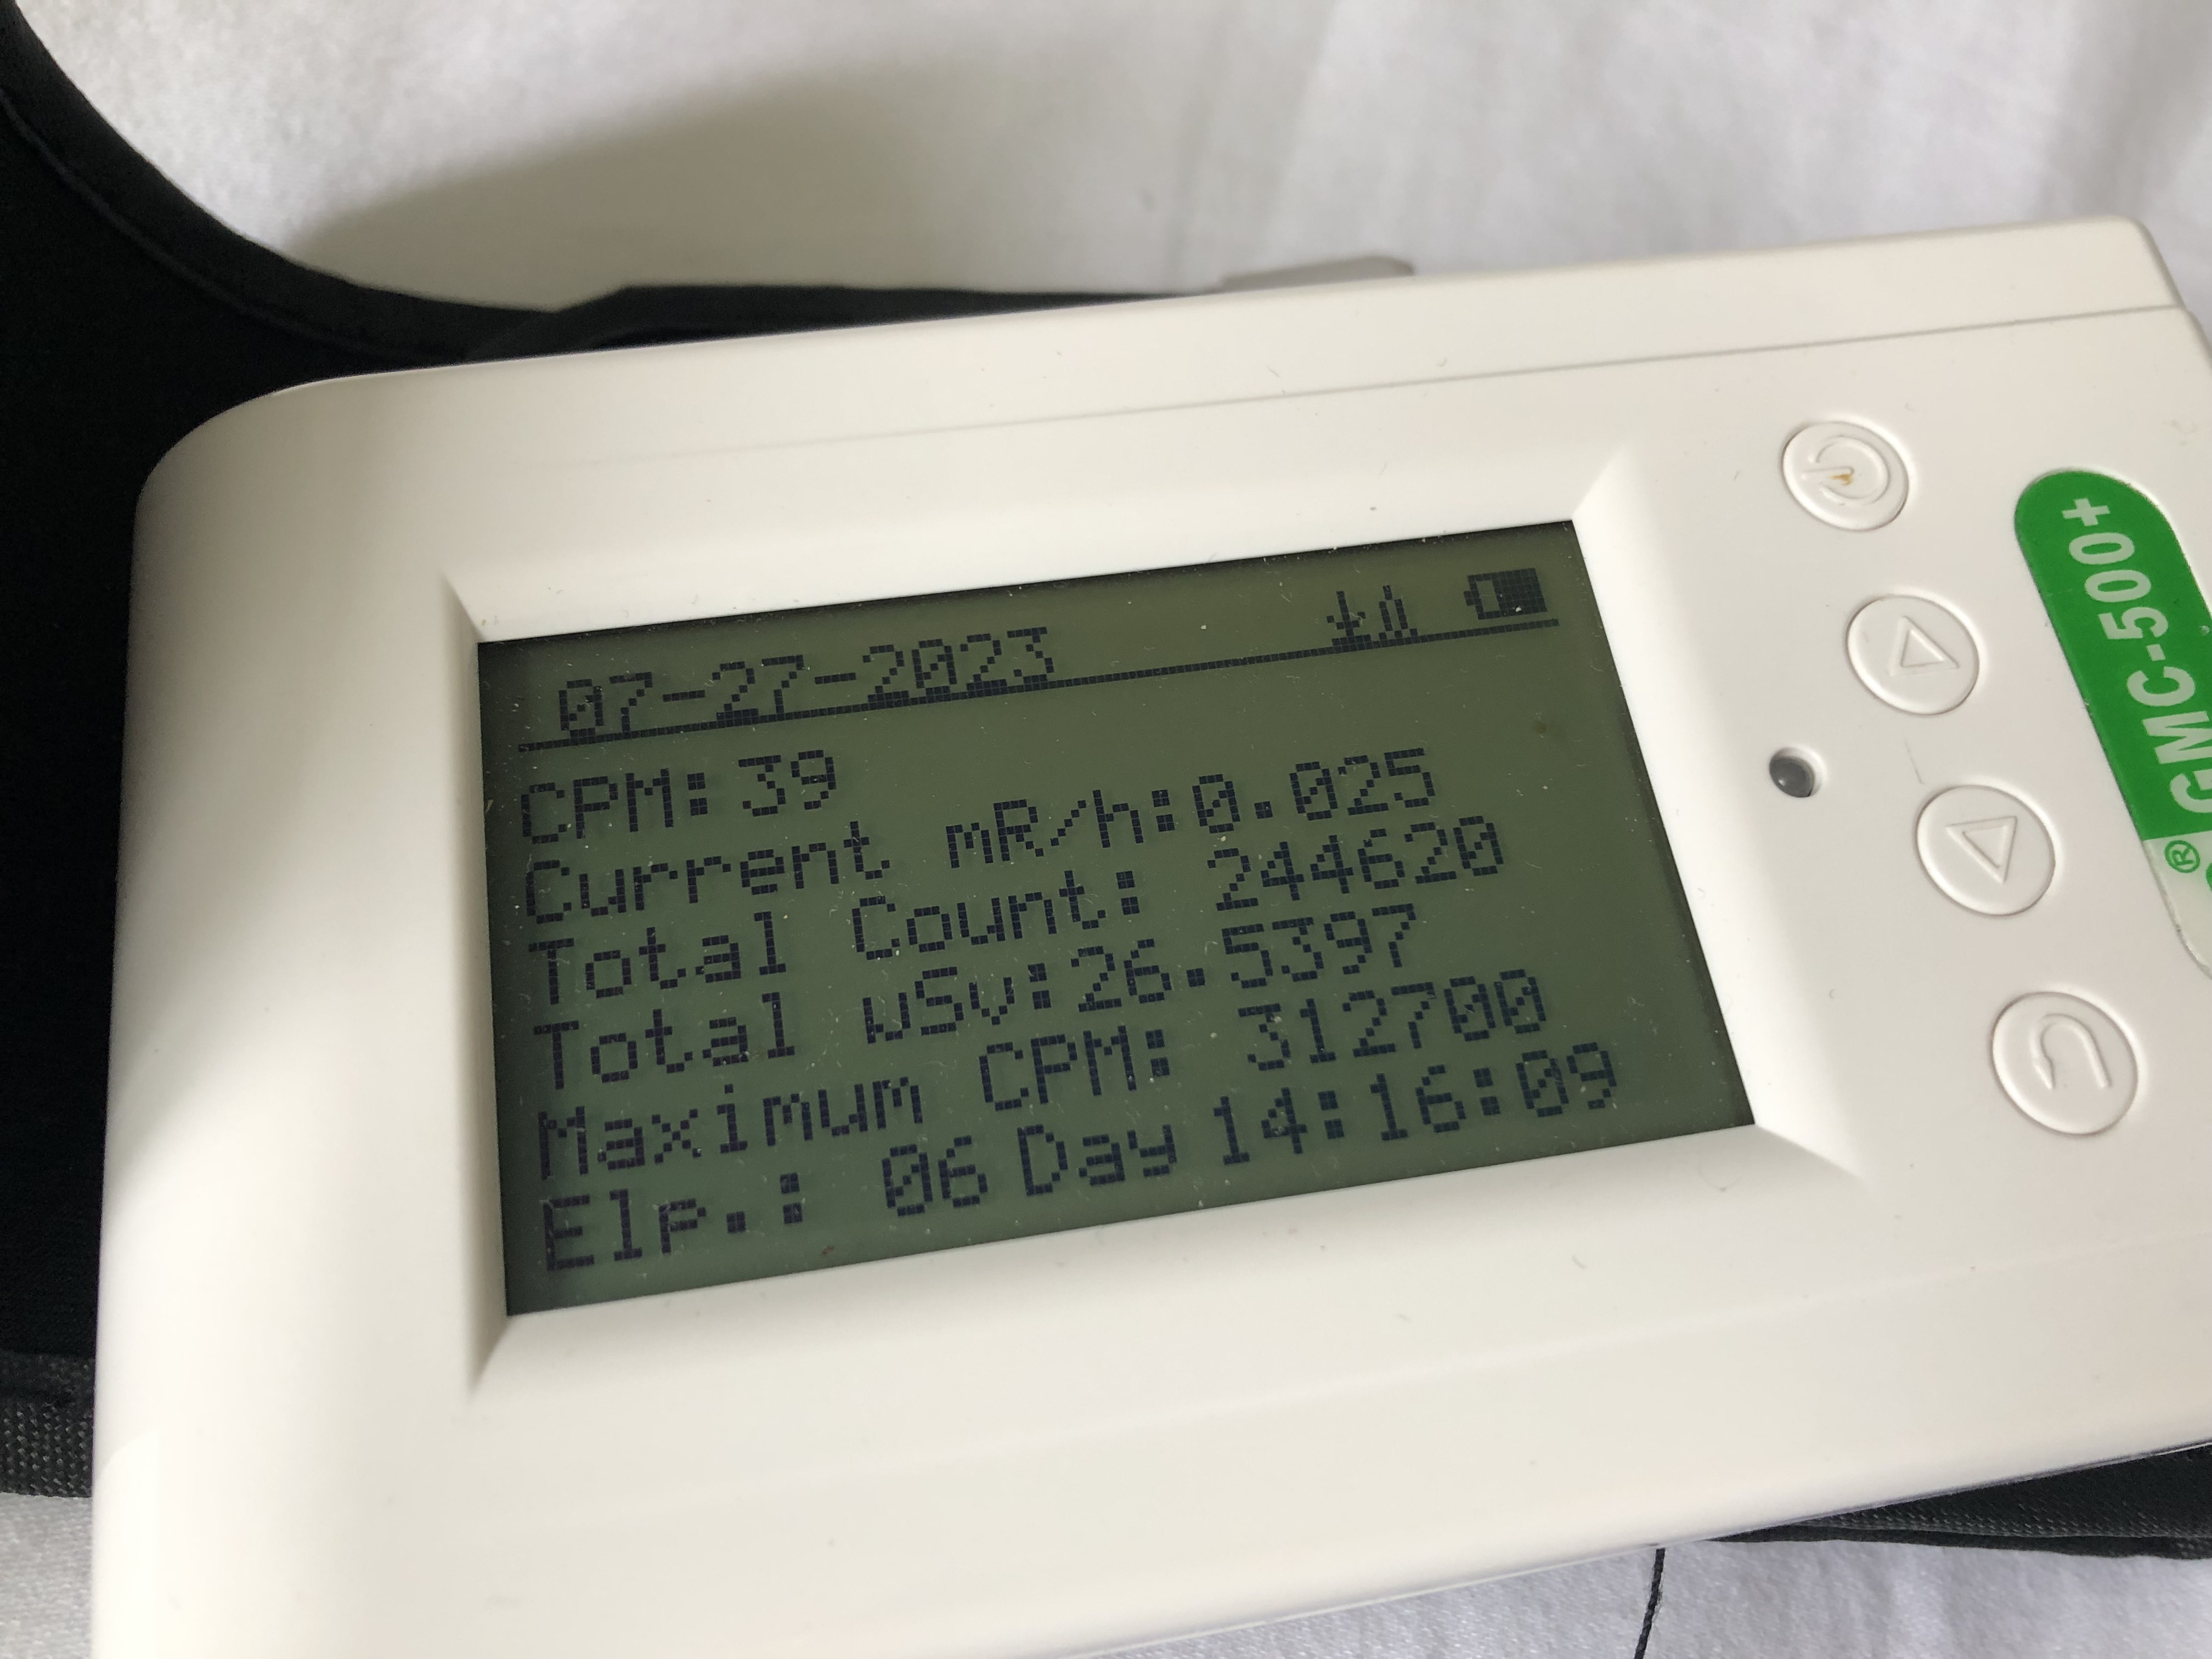 07-27-2023
CPM:39
Current mR/h:0.025
Total Count: 244620
Total uSv:26.5397
Maximum CPM: 312700
Elp.: 06 Day 14:16:09
GMC-500+
®